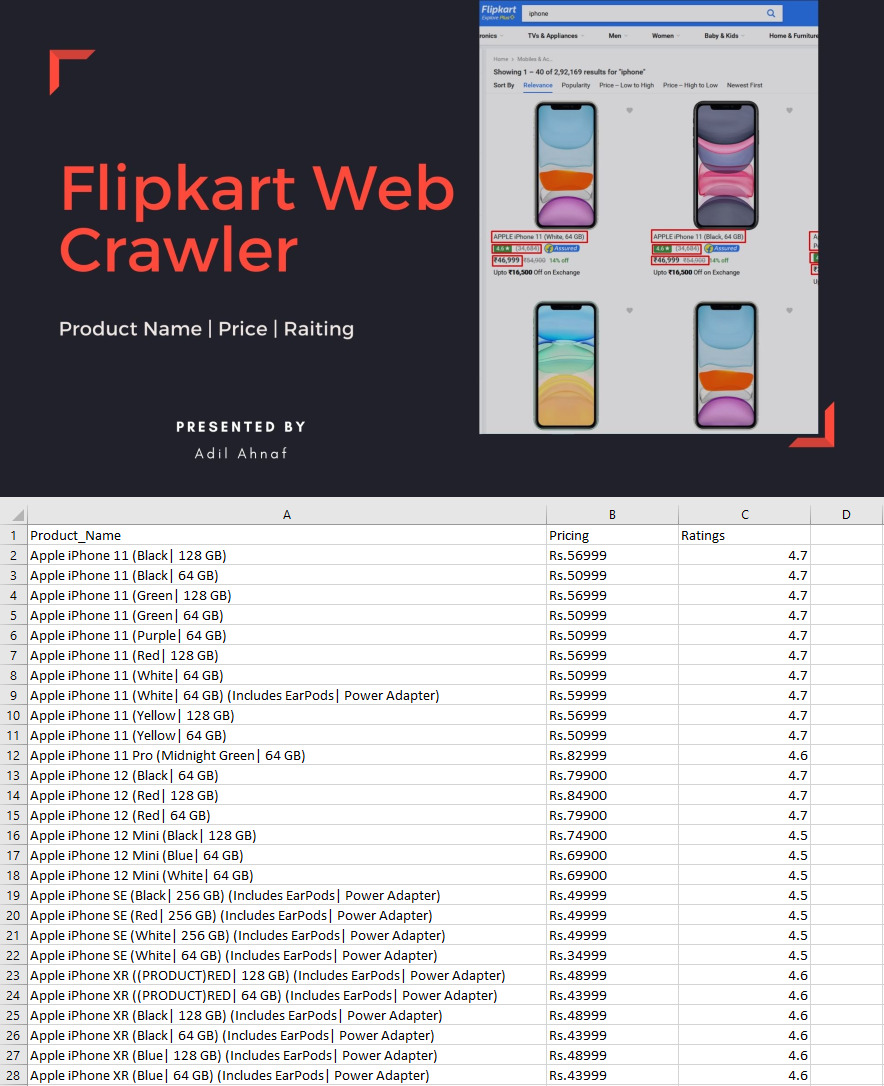 Flipkart
Explore Plus
iphone
ronics
TVs & Appliances
Men
Women
Baby & Kids
Home & Furniture
Home > Mobiles & Ac..
Showing 1 – 40 of 2,92,169 results for "iphone"
Sort By Relevance Popularity Price – Low to High Price – High to Low Newest First
APPLE iPhone 11 (White, 64 GB)
4.6★ (34,684) Assured
₹46,999 ₹54,900 14% off
Upto ₹16,500 Off on Exchange
APPLE iPhone 11 (Black, 64 GB)
4.6★ (34,684) Assured
₹46,999 ₹54,900 14% off
Upto ₹16,500 Off on Exchange
Flipkart Web
Crawler
Product Name | Price | Raiting
PRESENTED BY
Adil Ahnaf
A B C D
1 Product_Name Pricing Ratings
2 Apple iPhone 11 (Black| 128 GB) Rs.56999 4.7
3 Apple iPhone 11 (Black| 64 GB) Rs.50999 4.7
4 Apple iPhone 11 (Green| 128 GB) Rs.56999 4.7
5 Apple iPhone 11 (Green| 64 GB) Rs.50999 4.7
6 Apple iPhone 11 (Purple| 64 GB) Rs.50999 4.7
7 Apple iPhone 11 (Red| 128 GB) Rs.56999 4.7
8 Apple iPhone 11 (White| 64 GB) Rs.50999 4.7
9 Apple iPhone 11 (White| 64 GB) (Includes EarPods| Power Adapter) Rs.59999 4.7
10 Apple iPhone 11 (Yellow| 128 GB) Rs.56999 4.7
11 Apple iPhone 11 (Yellow| 64 GB) Rs.50999 4.7
12 Apple iPhone 11 Pro (Midnight Green| 64 GB) Rs.82999 4.6
13 Apple iPhone 12 (Black| 64 GB) Rs.79900 4.7
14 Apple iPhone 12 (Red| 128 GB) Rs.84900 4.7
15 Apple iPhone 12 (Red| 64 GB) Rs.79900 4.7
16 Apple iPhone 12 Mini (Black| 128 GB) Rs.74900 4.5
17 Apple iPhone 12 Mini (Blue| 64 GB) Rs.69900 4.5
18 Apple iPhone 12 Mini (White| 64 GB) Rs.69900 4.5
19 Apple iPhone SE (Black| 256 GB) (Includes EarPods| Power Adapter) Rs.49999 4.5
20 Apple iPhone SE (Red| 256 GB) (Includes EarPods| Power Adapter) Rs.49999 4.5
21 Apple iPhone SE (White| 256 GB) (Includes EarPods| Power Adapter) Rs.49999 4.5
22 Apple iPhone SE (White| 64 GB) (Includes EarPods| Power Adapter) Rs.34999 4.5
23 Apple iPhone XR ((PRODUCT)RED| 128 GB) (Includes EarPods| Power Adapter) Rs.48999 4.6
24 Apple iPhone XR ((PRODUCT)RED| 64 GB) (Includes EarPods| Power Adapter) Rs.43999 4.6
25 Apple iPhone XR (Black| 128 GB) (Includes EarPods| Power Adapter) Rs.48999 4.6
26 Apple iPhone XR (Black| 64 GB) (Includes EarPods| Power Adapter) Rs.43999 4.6
27 Apple iPhone XR (Blue| 128 GB) (Includes EarPods| Power Adapter) Rs.48999 4.6
28 Apple iPhone XR (Blue| 64 GB) (Includes EarPods| Power Adapter) Rs.43999 4.6